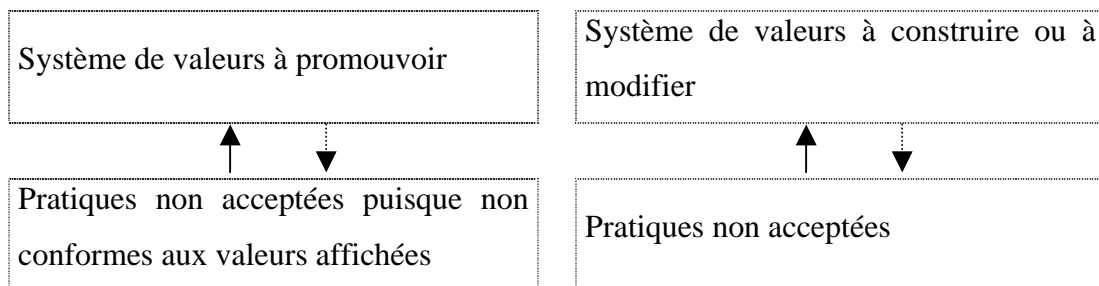 Système de valeurs à promouvoir
Système de valeurs à construire ou à
modifier
Pratiques non acceptées puisque non
conformes aux valeurs affichées
Pratiques non acceptées